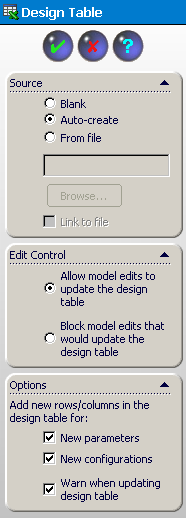 Design Table
?
Source
Blank
Auto-create
From file
Browse...
Link to file
Edit Control
Allow model edits to
update the design
table
Block model edits that
would update the
design table
Options
Add new rows/columns in the
design table for:
New parameters
New configurations
Warn when updating
design table